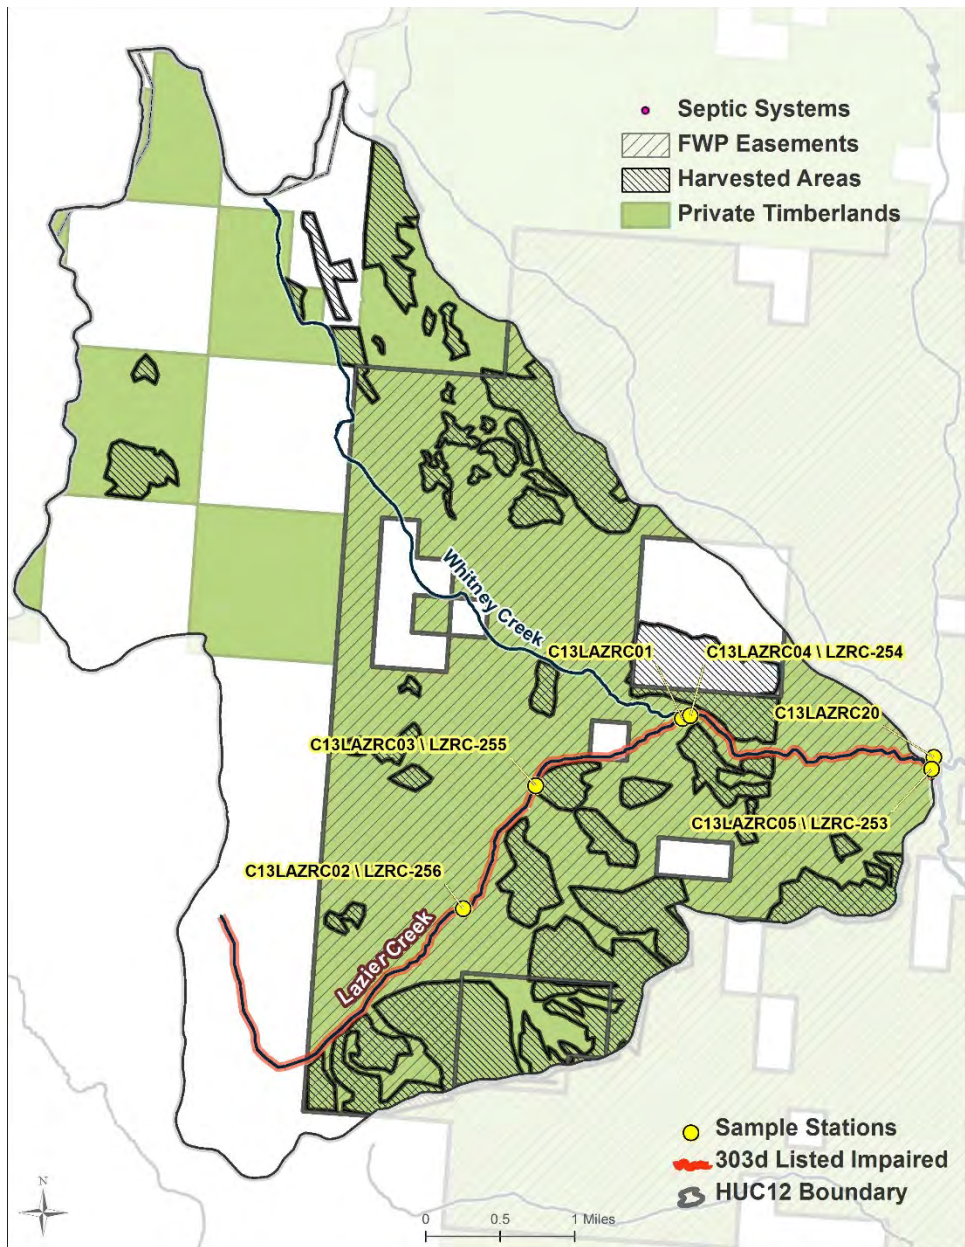 Septic Systems
FWP Easements
Harvested Areas
Private Timberlands
Whitney Creek
C13LAZRC01
C13LAZRC04 \ LZRC-254
C13LAZRC20
C13LAZRC03 \ LZRC-255
C13LAZRC05 \ LZRC-253
C13LAZRC02 \ LZRC-256
Lazier Creek
Sample Stations
303d Listed Impaired
HUC12 Boundary
N
0 0.5 1 Miles